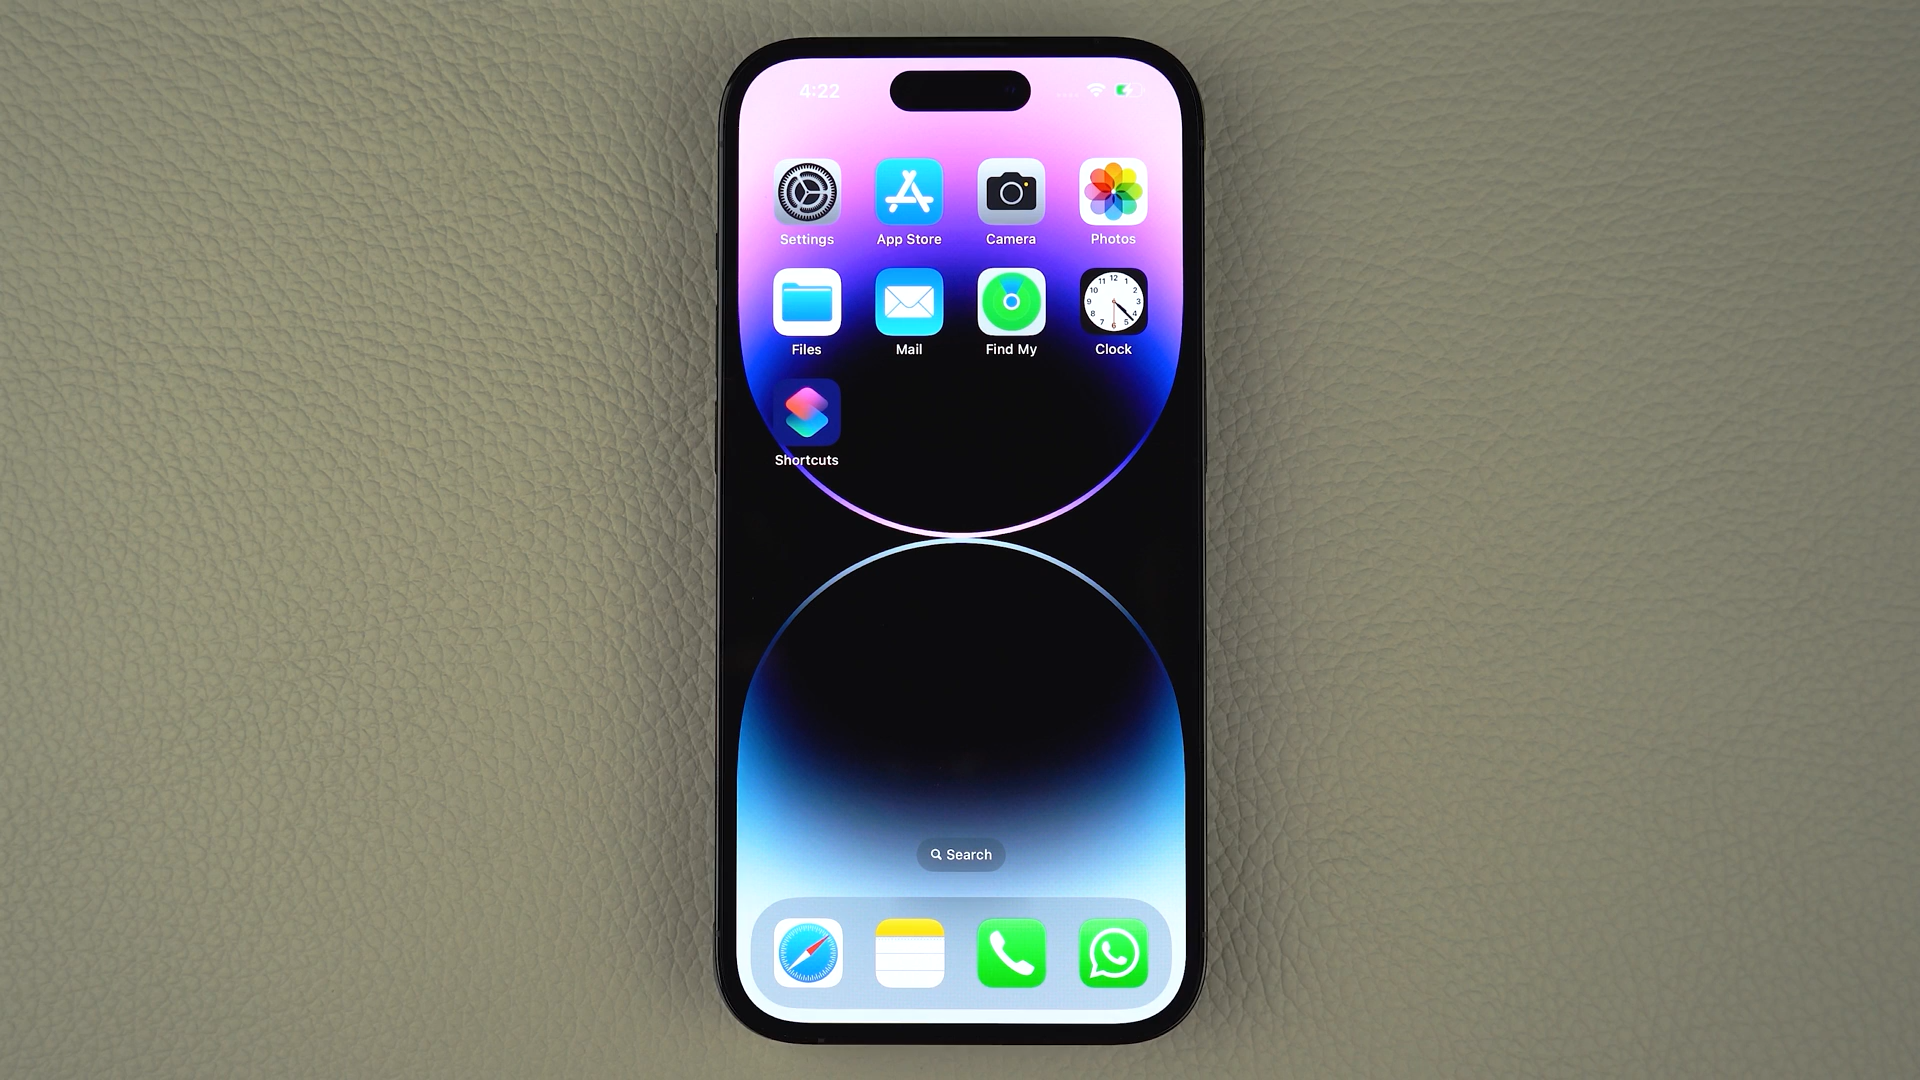 4:22
Settings App Store Camera Photos
Files Mail Find My Clock
Shortcuts
Search